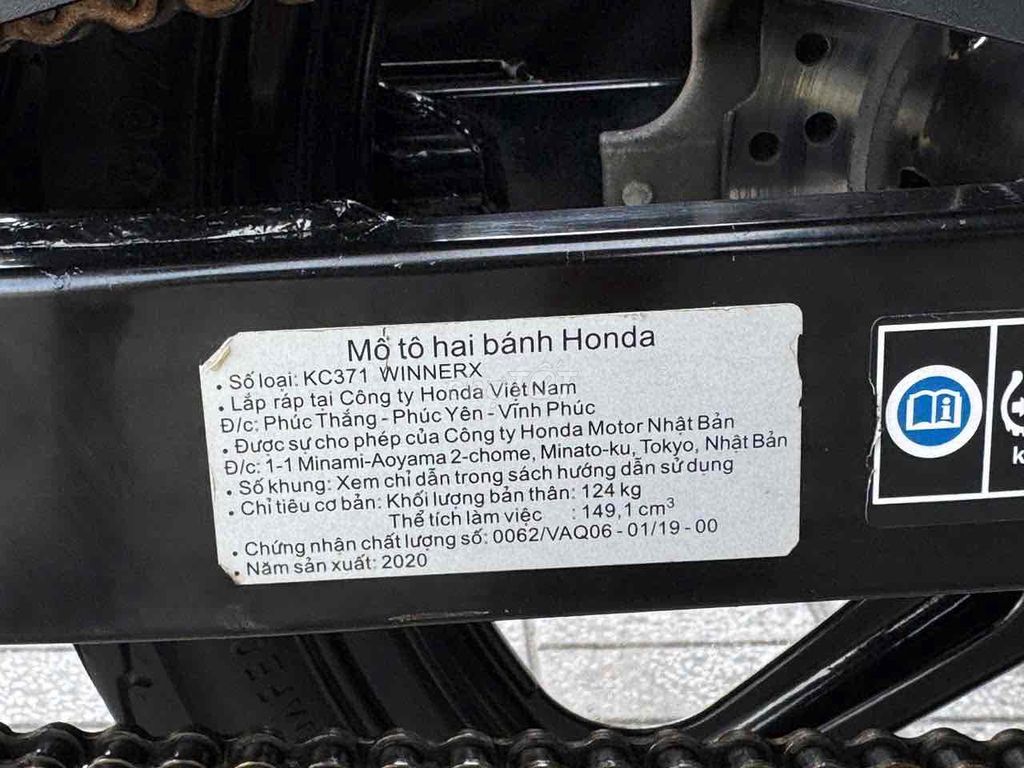 Mô tô hai bánh Honda
. Số loại: KC371 WINNERX
. Lắp ráp tại Công ty Honda Việt Nam
Đ/c: Phúc Thắng - Phúc Yên - Vĩnh Phúc
. Được sự cho phép của Công ty Honda Motor Nhật Bản
Đ/c: 1-1 Minami-Aoyama 2-chome, Minato-ku, Tokyo, Nhật Bản
. Số khung: Xem chỉ dẫn trong sách hướng dẫn sử dụng
. Chỉ tiêu cơ bản: Khối lượng bản thân: 124 kg
Thể tích làm việc : 149,1 cm³
. Chứng nhận chất lượng số: 0062/VAQ06 - 01/19 - 00
. Năm sản xuất: 2020